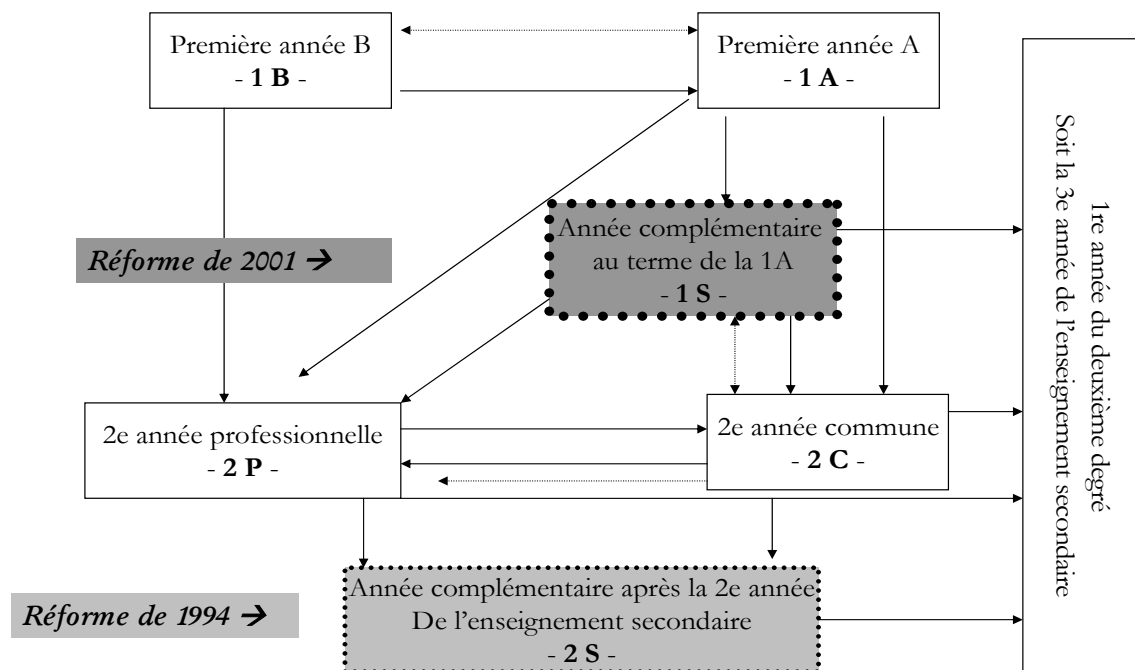 Première année B
- 1 B -
Première année A
- 1 A -
Année complémentaire
au terme de la 1A
- 1 S -
Réforme de 2001 →
2e année professionnelle
- 2 P -
2e année commune
- 2 C -
Année complémentaire après la 2e année
De l'enseignement secondaire
- 2 S -
Réforme de 1994 →
1re année du deuxième degré
Soit la 3e année de l'enseignement secondaire